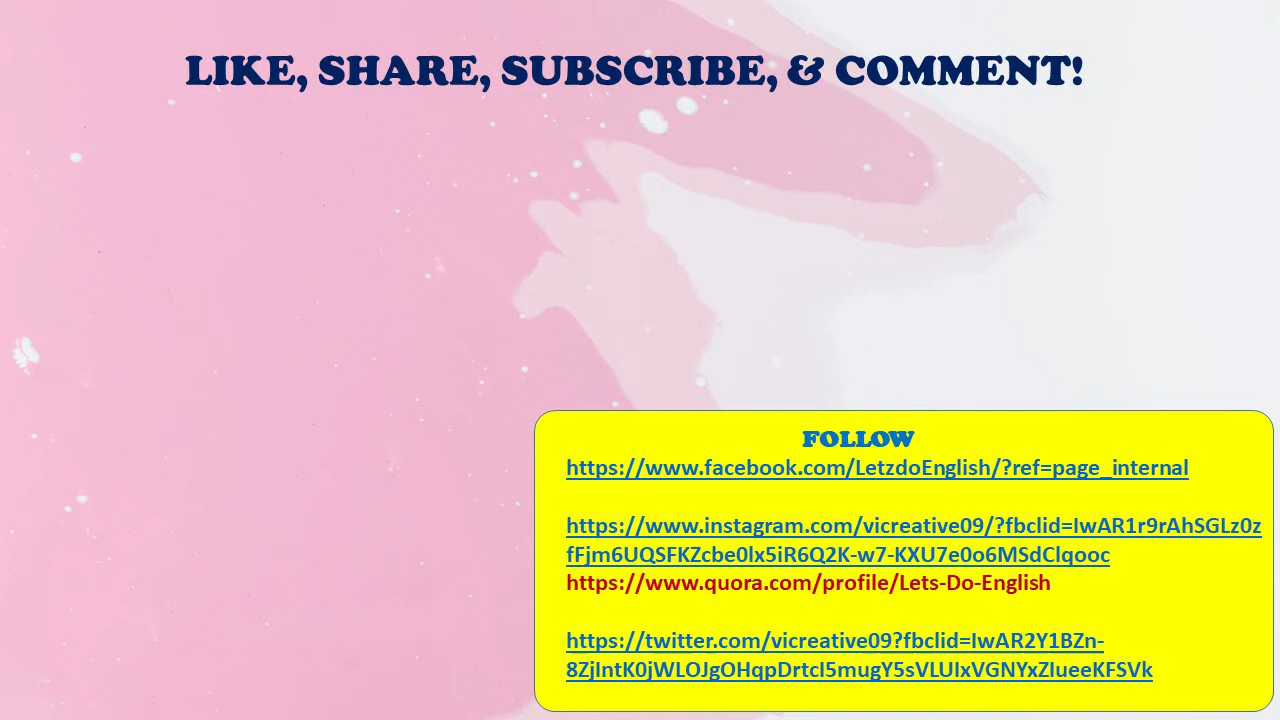 LIKE, SHARE, SUBSCRIBE, & COMMENT!
FOLLOW
https://www.facebook.com/LetzdoEnglish/?ref=page_internal
https://www.instagram.com/vicreative09/?fbclid=IwAR1r9rAhSGLz0z
fFjm6UQSFKZcbe0lx5iR6Q2K-w7-KXU7e0o6MSdClqooc
https://www.quora.com/profile/Lets-Do-English
https://twitter.com/vicreative09?fbclid=IwAR2Y1BZn-
8ZjIntK0jWLOJgOHqpDrtcI5mugY5sVLUIxVGNYxZIueeKFSVk